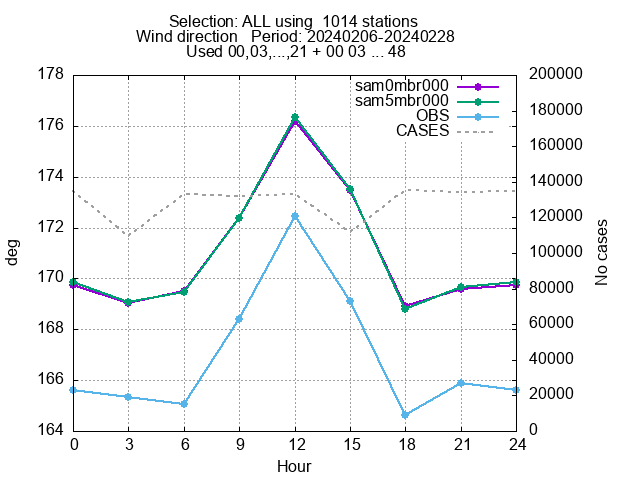 Selection: ALL using  1014 stations
Wind direction   Period: 20240206-20240228
Used 00,03,...,21 + 00 03 ... 48
178 200000
sam0mbr000
sam5mbr000
OBS
CASES
176
174
172
170
168
166
164
180000
160000
140000
120000
100000
80000
60000
40000
20000
0
deg
No cases
0 3 6 9 12 15 18 21 24
Hour